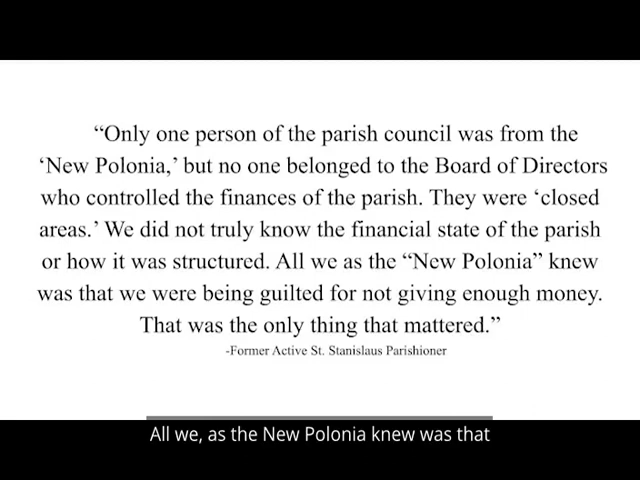 “Only one person of the parish council was from the
‘New Polonia,’ but no one belonged to the Board of Directors
who controlled the finances of the parish. They were ‘closed
areas.’ We did not truly know the financial state of the parish
or how it was structured. All we as the “New Polonia” knew
was that we were being guilted for not giving enough money.
That was the only thing that mattered.”
-Former Active St. Stanislaus Parishioner
All we, as the New Polonia knew was that